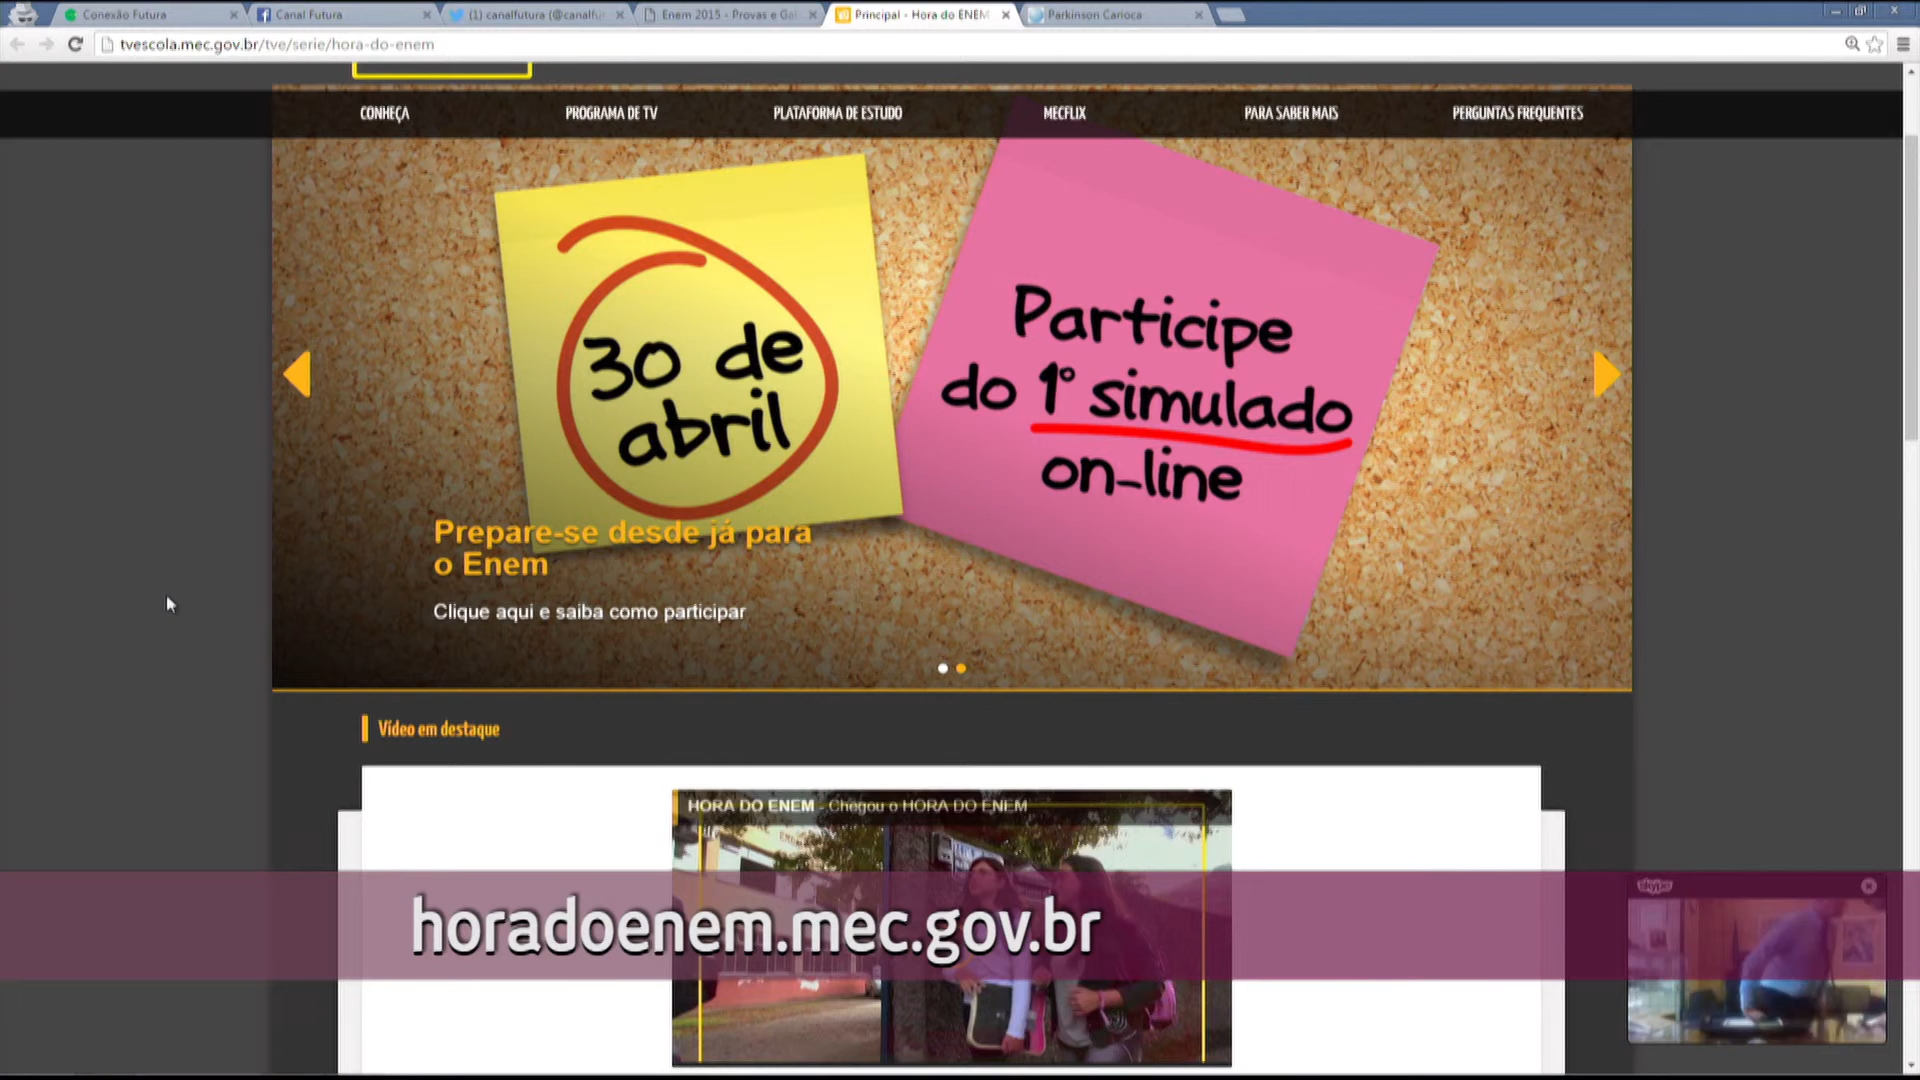 Conexão Futura
Canal Futura
(1) canalfutura (@canalfu
Enem 2015 - Provas e Ga
Principal - Hora do ENEM
Parkinson Carioca
tvescola.mec.gov.br/tve/serie/hora-do-enem
CONHEÇA
PROGRAMA DE TV
PLATAFORMA DE ESTUDO
MECFLIX
PARA SABER MAIS
PERGUNTAS FREQUENTES
30 de
abril
Participe
do 1º simulado
on-line
Prepare-se desde já para
o Enem
Clique aqui e saiba como participar
Vídeo em destaque
HORA DO ENEM - Chegou o HORA DO ENEM
horadoenem.mec.gov.br
skype